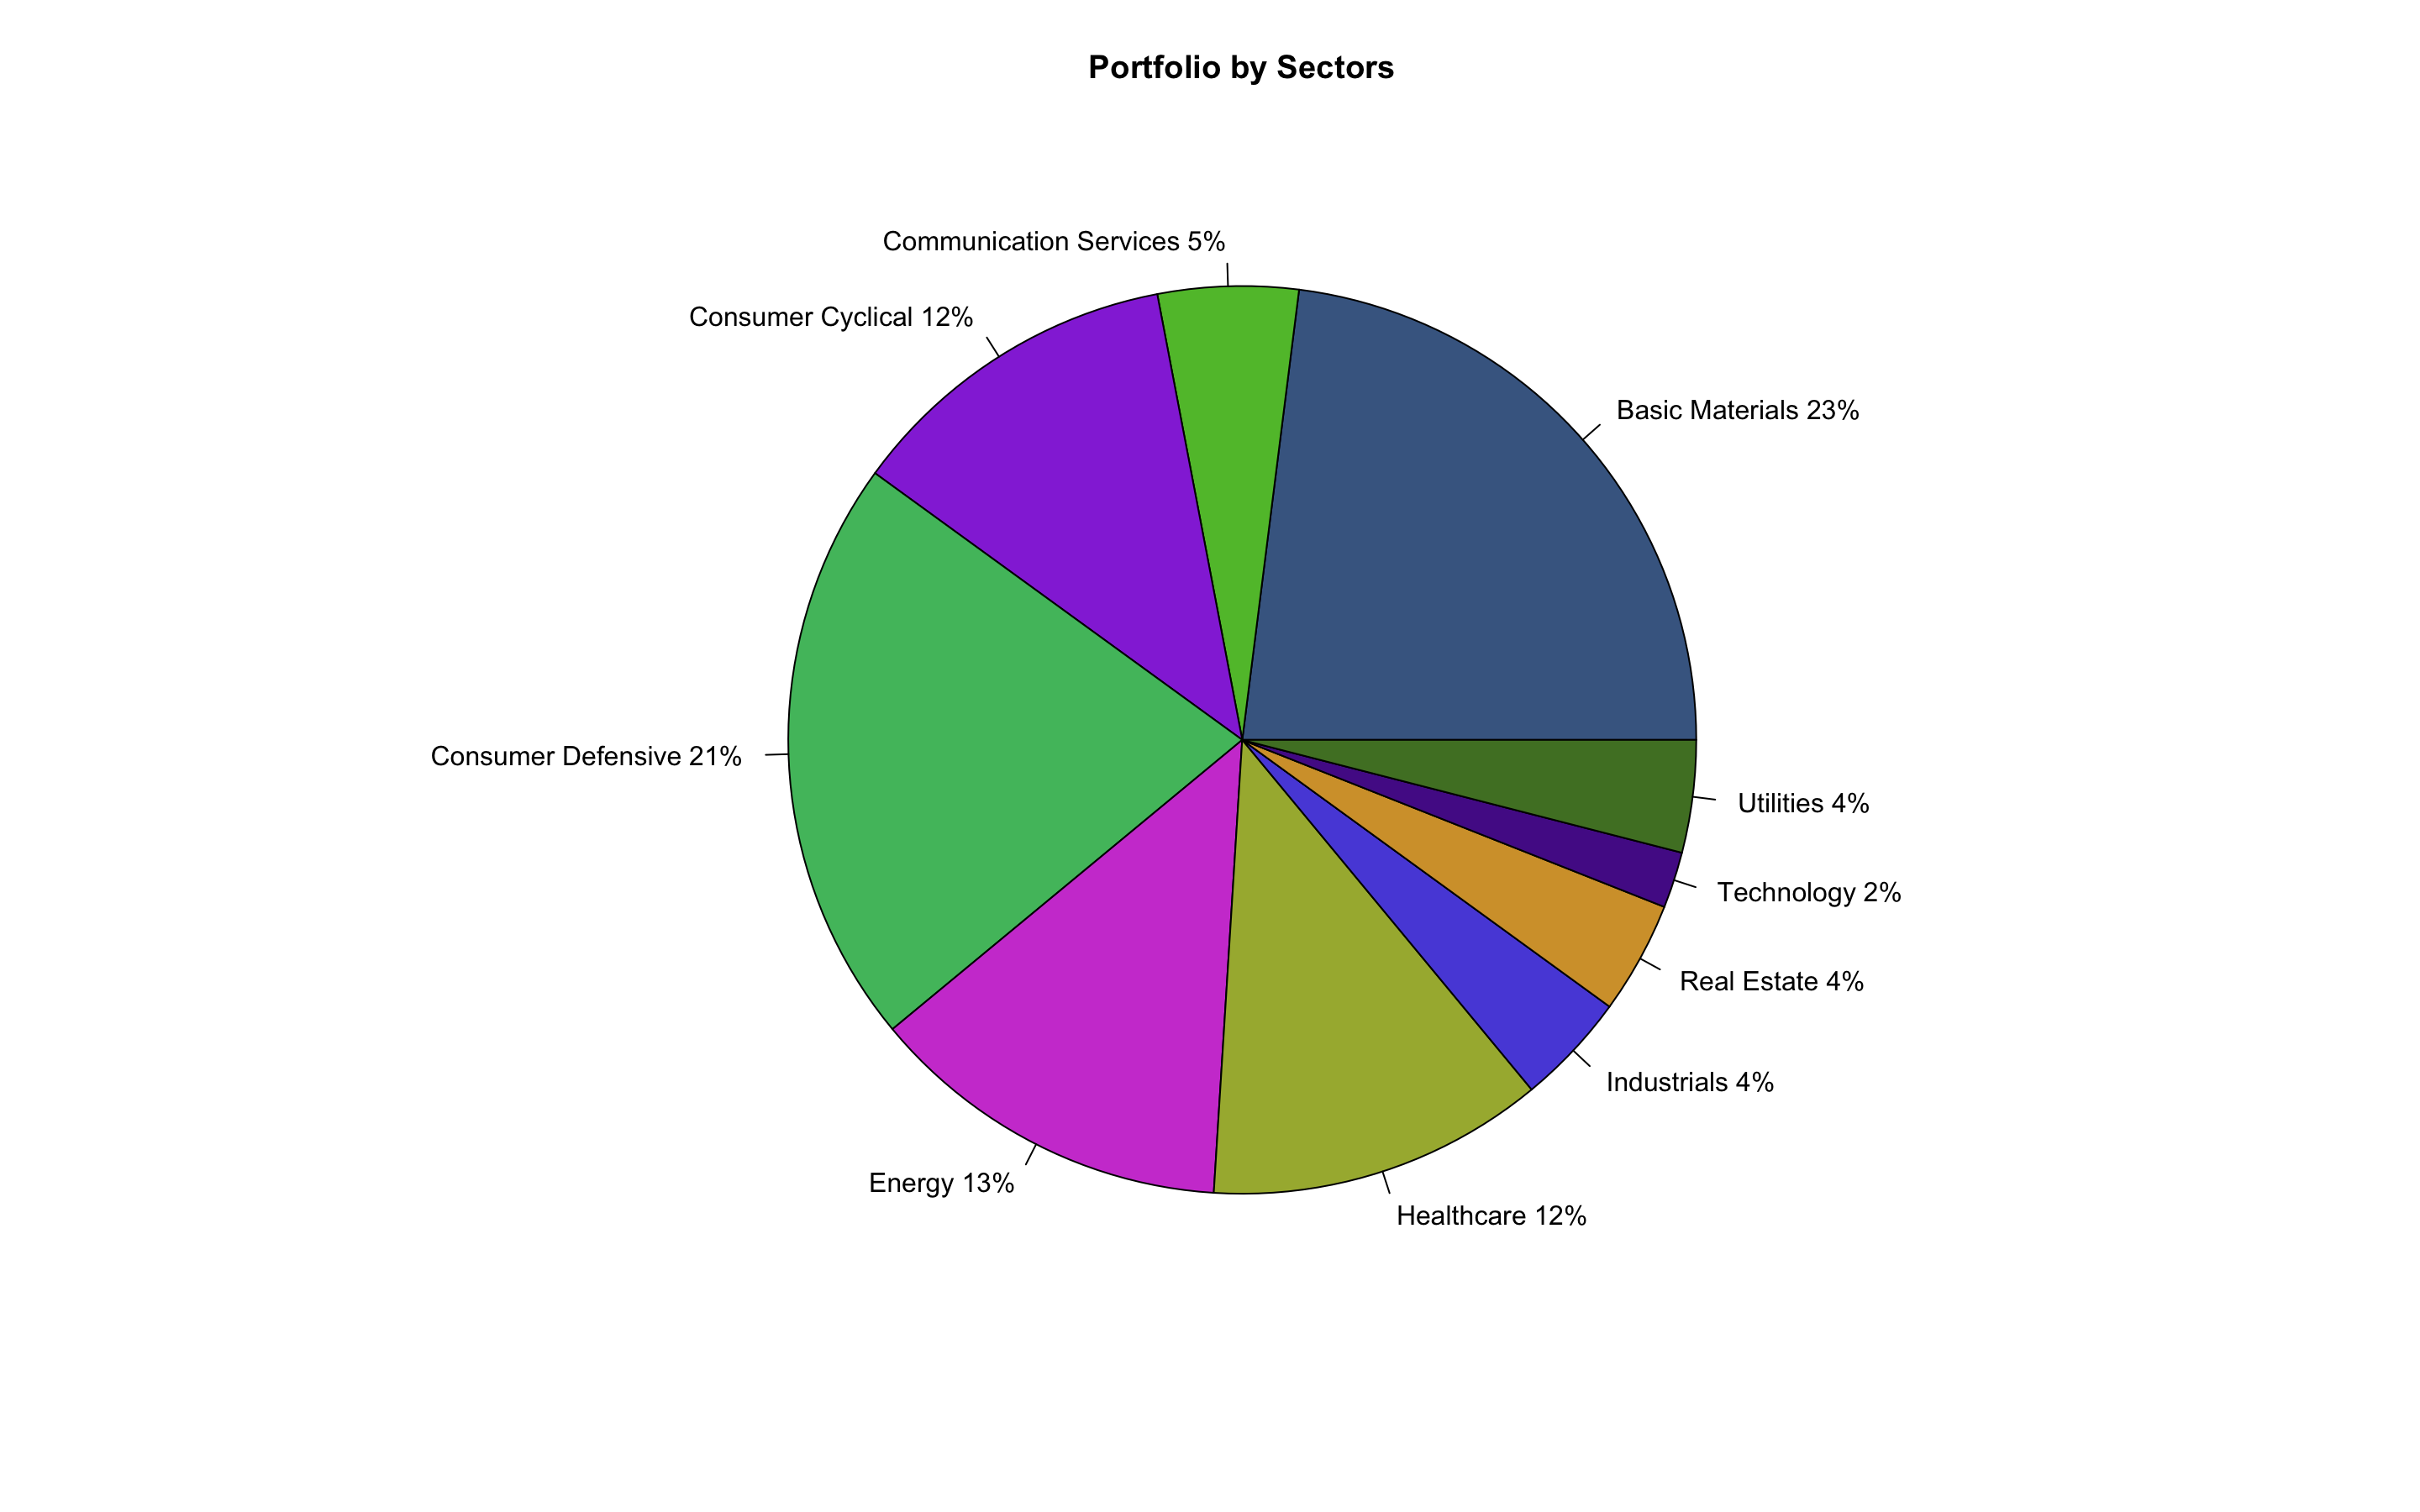 Portfolio by Sectors
Communication Services 5%
Consumer Cyclical 12%
Basic Materials 23%
Consumer Defensive 21%
Utilities 4%
Technology 2%
Real Estate 4%
Industrials 4%
Energy 13%
Healthcare 12%